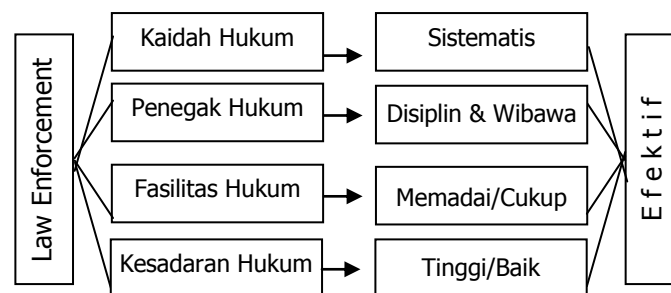 Law Enforcement
Kaidah Hukum
Sistematis
Penegak Hukum
Disiplin & Wibawa
Fasilitas Hukum
Memadai/Cukup
Kesadaran Hukum
Tinggi/Baik
Efektif